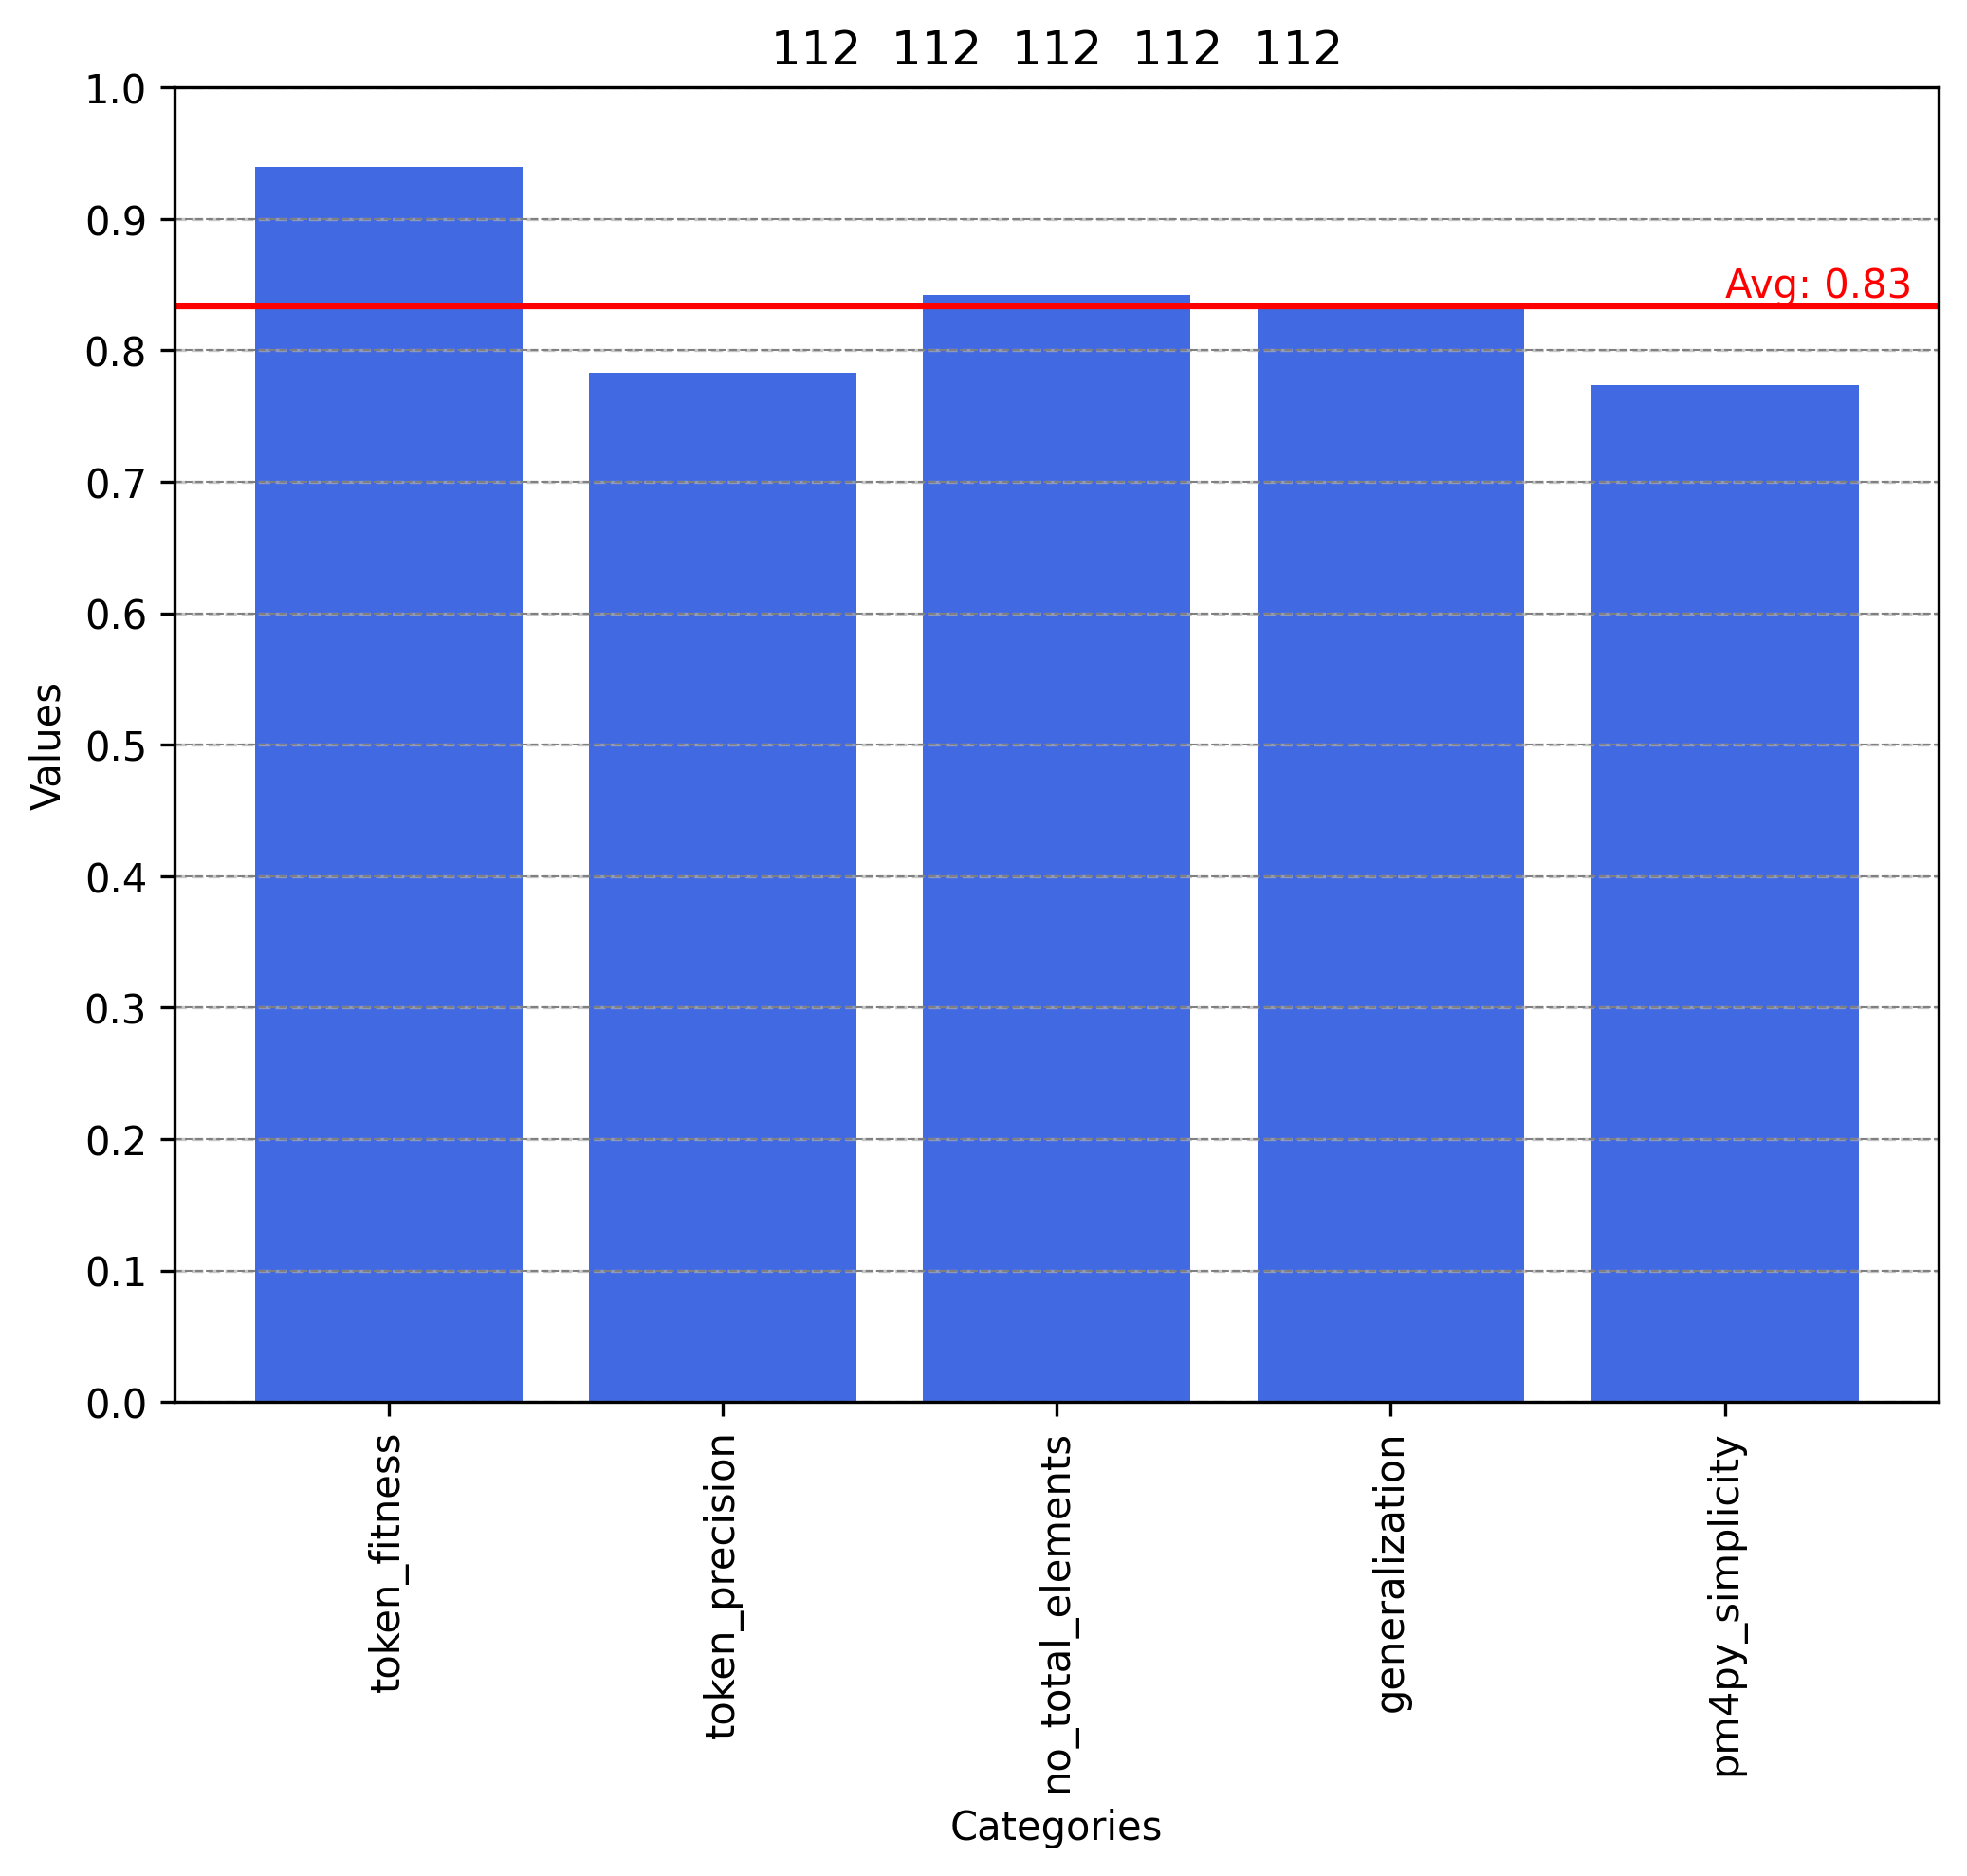 112 112 112 112 112
1.0
0.9
0.8
0.7
0.6
0.5
0.4
0.3
0.2
0.1
0.0
Values
Avg: 0.83
token_fitness
token_precision
no_total_elements
generalization
pm4py_simplicity
Categories